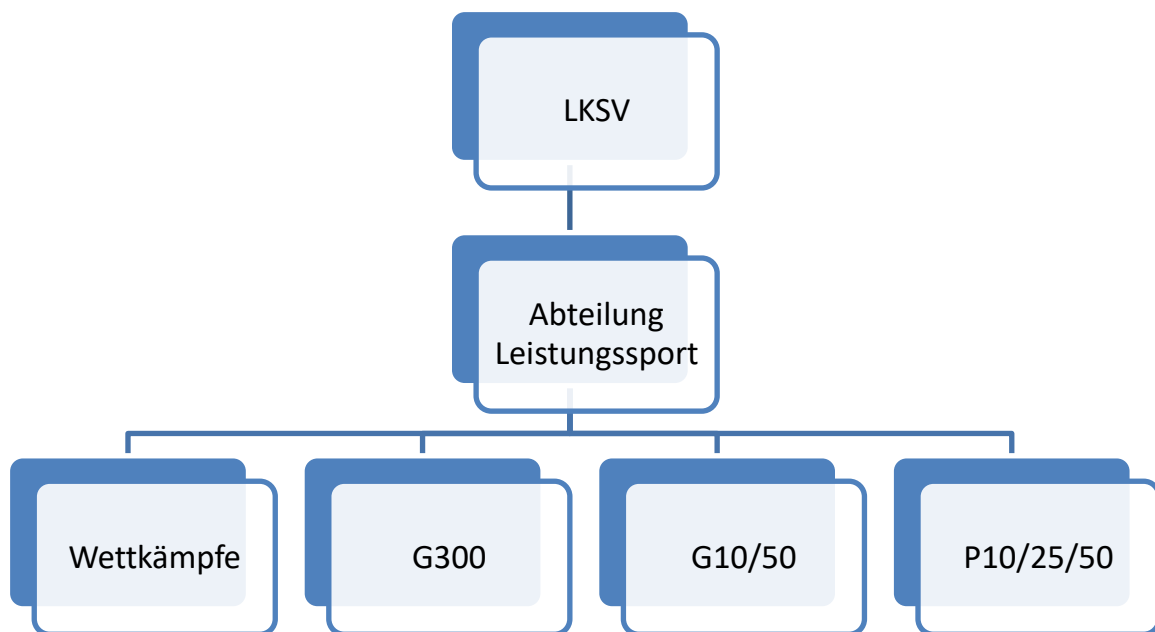 LKSV
Abteilung
Leistungssport
Wettkämpfe
G300
G10/50
P10/25/50